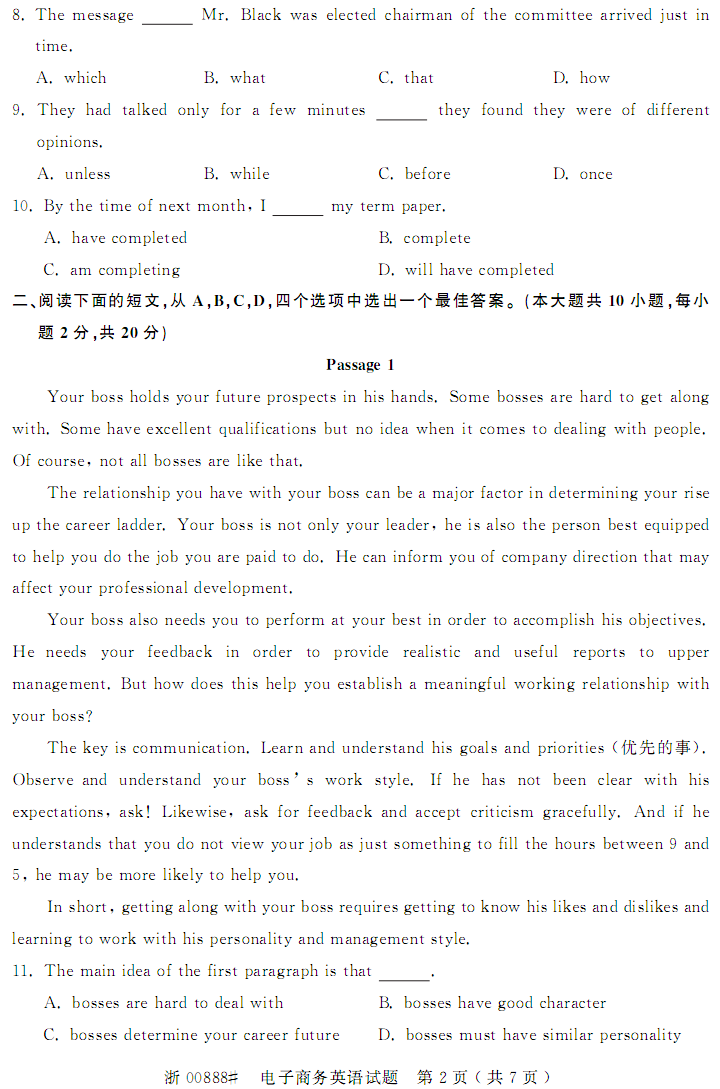 8. The message ______ Mr. Black was elected chairman of the committee arrived just in
time.
A. which B. what C. that D. how
9. They had talked only for a few minutes ______ they found they were of different
opinions.
A. unless B. while C. before D. once
10. By the time of next month, I ______ my term paper.
A. have completed B. complete
C. am completing D. will have completed
二、阅读下面的短文,从 A,B,C,D,四个选项中选出一个最佳答案。(本大题共 10 小题,每小
题 2 分,共 20 分)
Passage 1
Your boss holds your future prospects in his hands. Some bosses are hard to get along
with. Some have excellent qualifications but no idea when it comes to dealing with people.
Of course, not all bosses are like that.
The relationship you have with your boss can be a major factor in determining your rise
up the career ladder. Your boss is not only your leader, he is also the person best equipped
to help you do the job you are paid to do. He can inform you of company direction that may
affect your professional development.
Your boss also needs you to perform at your best in order to accomplish his objectives.
He needs your feedback in order to provide realistic and useful reports to upper
management. But how does this help you establish a meaningful working relationship with
your boss?
The key is communication. Learn and understand his goals and priorities (优先的事).
Observe and understand your boss's work style. If he has not been clear with his
expectations, ask! Likewise, ask for feedback and accept criticism gracefully. And if he
understands that you do not view your job as just something to fill the hours between 9 and
5, he may be more likely to help you.
In short, getting along with your boss requires getting to know his likes and dislikes and
learning to work with his personality and management style.
11. The main idea of the first paragraph is that ______.
A. bosses are hard to deal with B. bosses have good character
C. bosses determine your career future D. bosses must have similar personality
浙 00888# 电子商务英语试题 第 2 页(共 7 页)